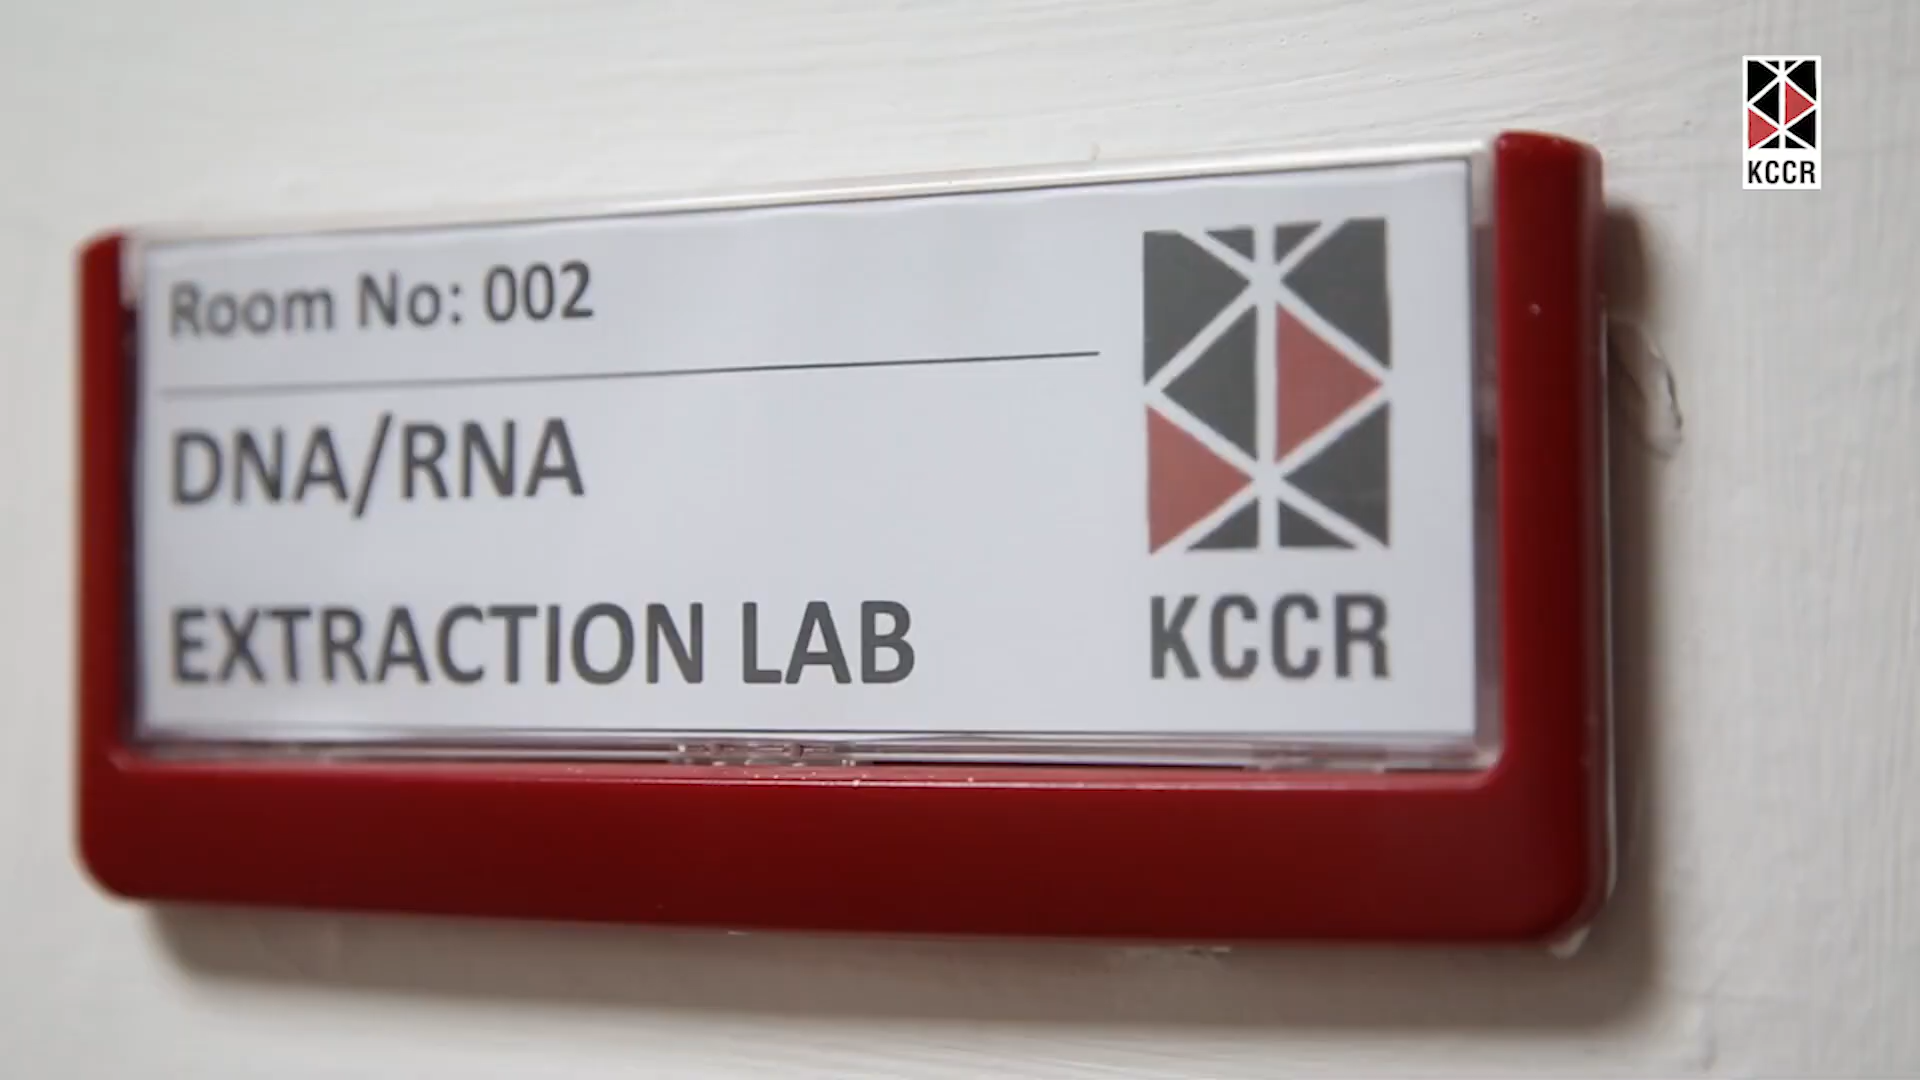 Room No: 002
DNA/RNA
EXTRACTION LAB
KCCR
KCCR